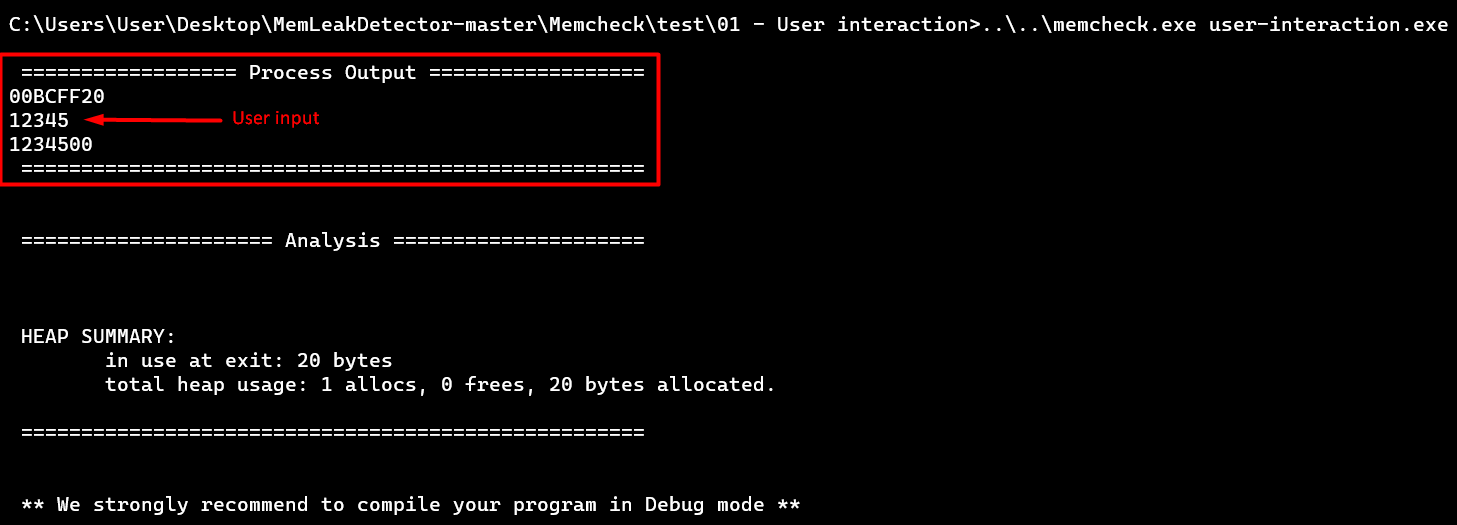 C:\Users\User\Desktop\MemLeakDetector-master\Memcheck\test\01 - User interaction>..\..\memcheck.exe user-interaction.exe
================== Process Output ==================
00BCFF20
12345 User input
1234500
====================================================
===================== Analysis =====================
HEAP SUMMARY:
in use at exit: 20 bytes
total heap usage: 1 allocs, 0 frees, 20 bytes allocated.
====================================================
** We strongly recommend to compile your program in Debug mode **